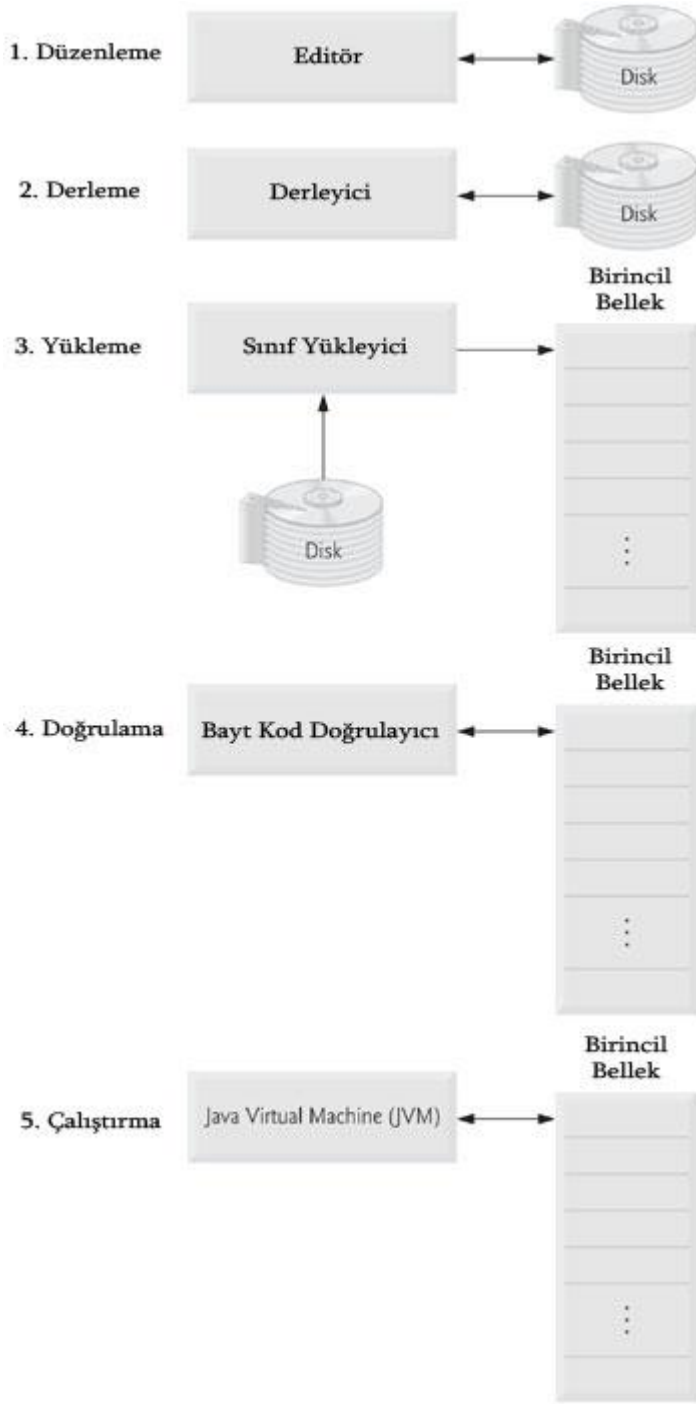 1. Düzenleme
Editör
Disk
2. Derleme
Derleyici
Disk
Birincil
Bellek
3. Yükleme
Sınıf Yükleyici
Disk
Birincil
Bellek
4. Doğrulama
Bayt Kod Doğrulayıcı
Birincil
Bellek
5. Çalıştırma
Java Virtual Machine (JVM)